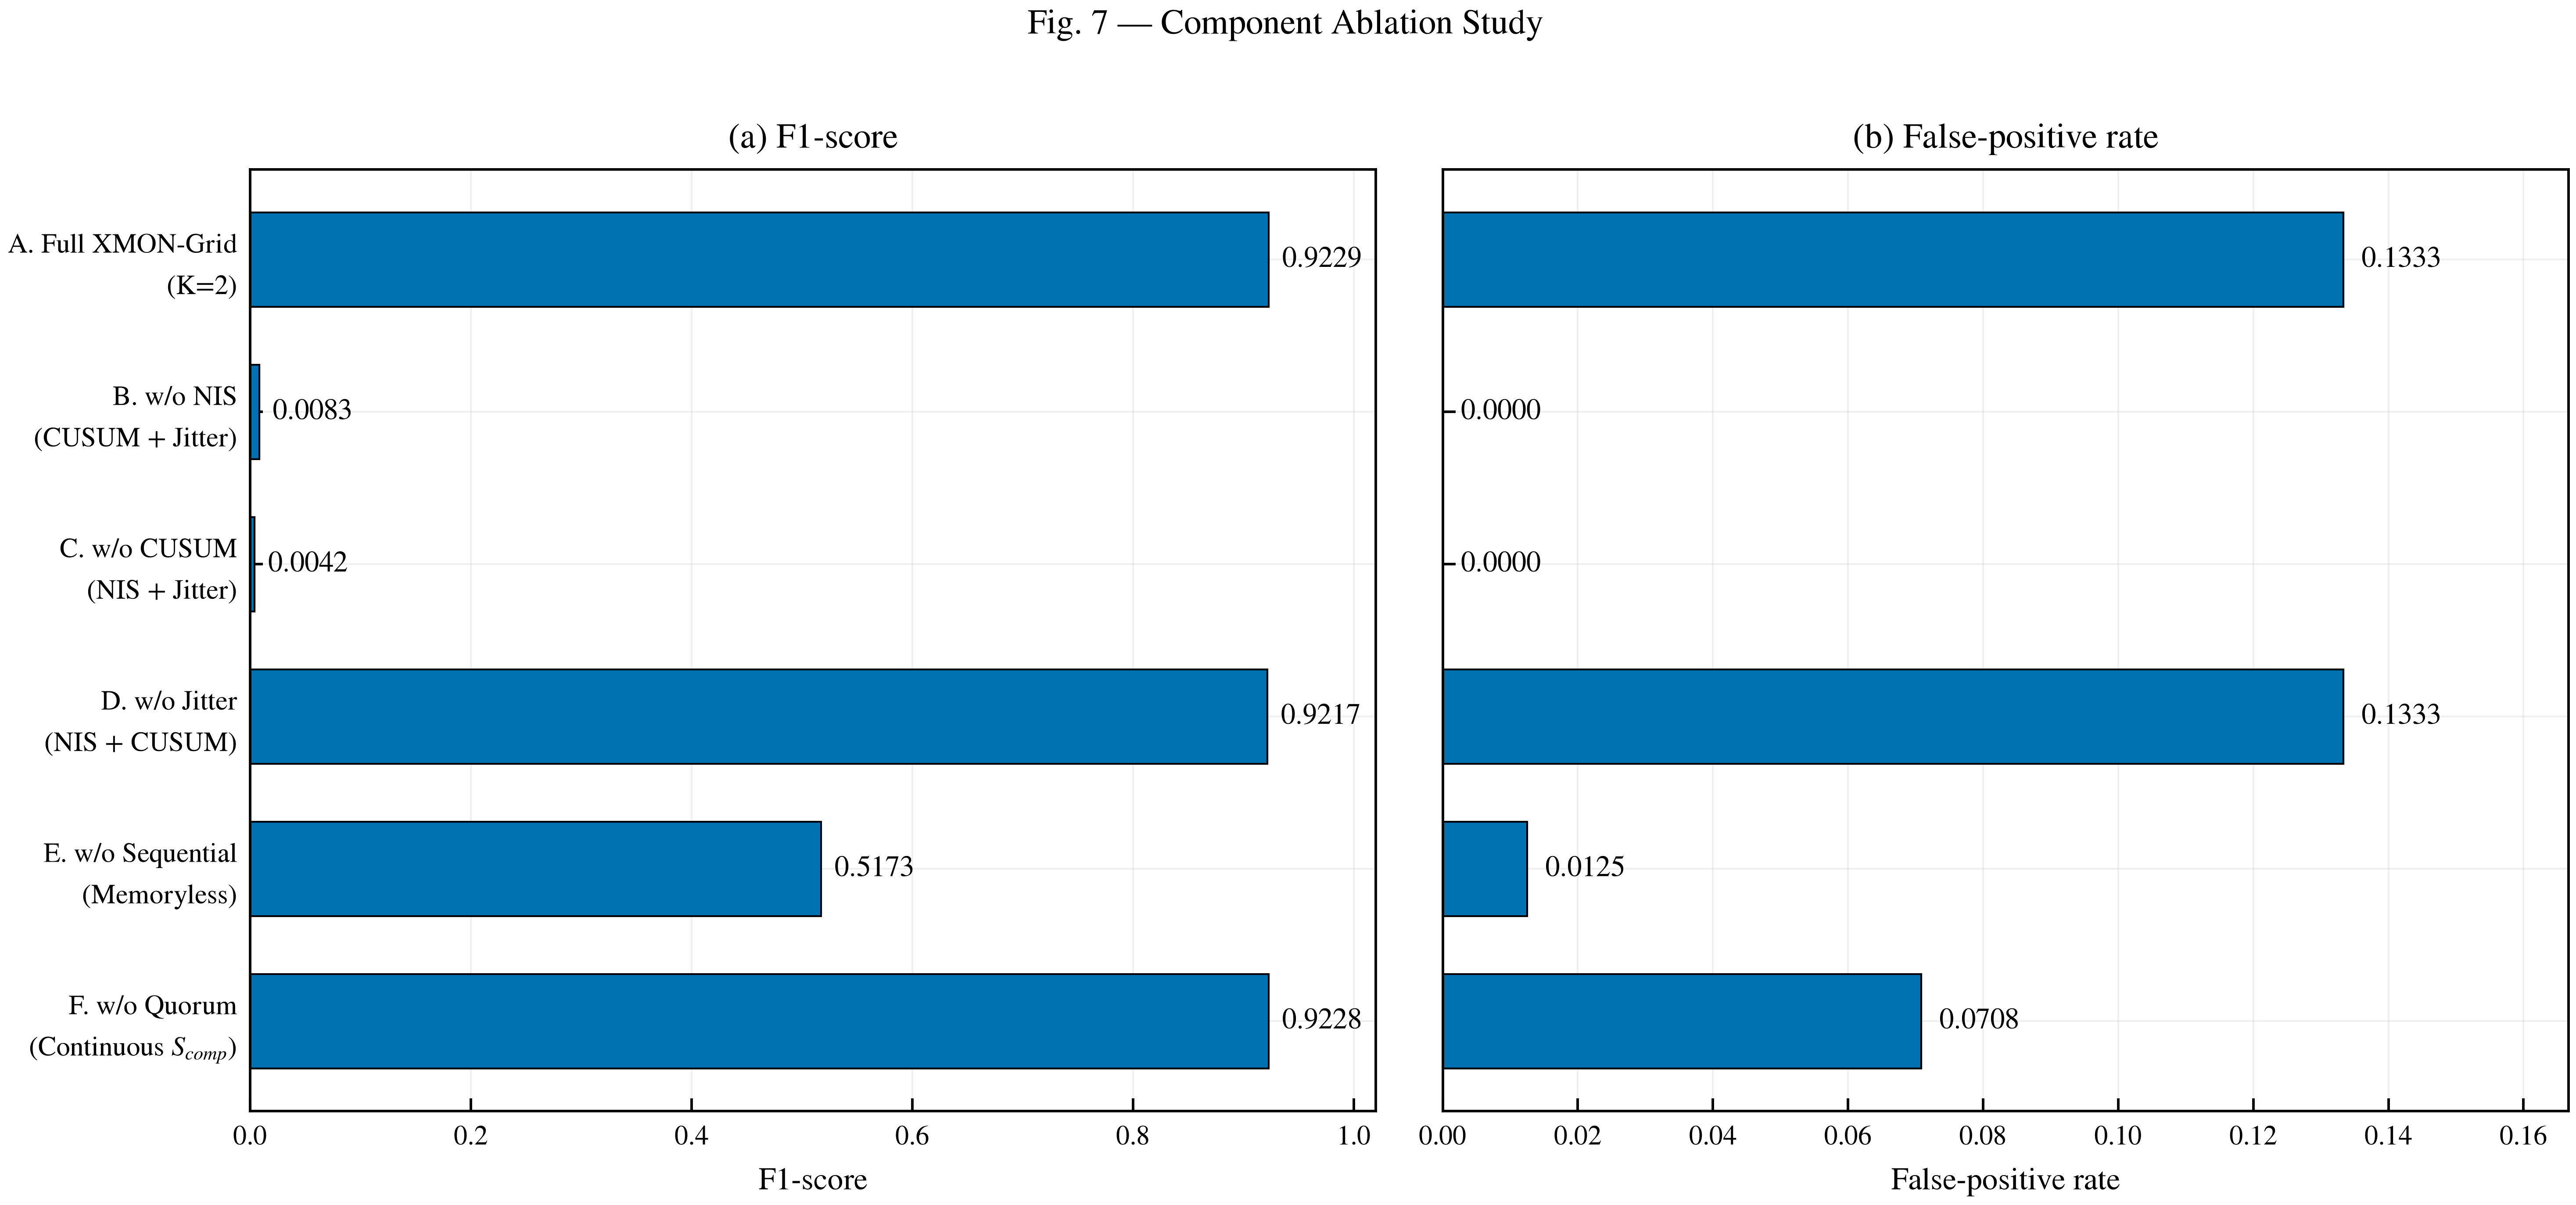 Fig. 7 — Component Ablation Study
(a) F1-score
A. Full XMON-Grid
(K=2)
B. w/o NIS
(CUSUM + Jitter)
C. w/o CUSUM
(NIS + Jitter)
D. w/o Jitter
(NIS + CUSUM)
E. w/o Sequential
(Memoryless)
F. w/o Quorum
(Continuous S_comp)
0.9229
0.0083
0.0042
0.9217
0.5173
0.9228
0.0 0.2 0.4 0.6 0.8 1.0
F1-score
(b) False-positive rate
0.1333
0.0000
0.0000
0.1333
0.0125
0.0708
0.00 0.02 0.04 0.06 0.08 0.10 0.12 0.14 0.16
False-positive rate